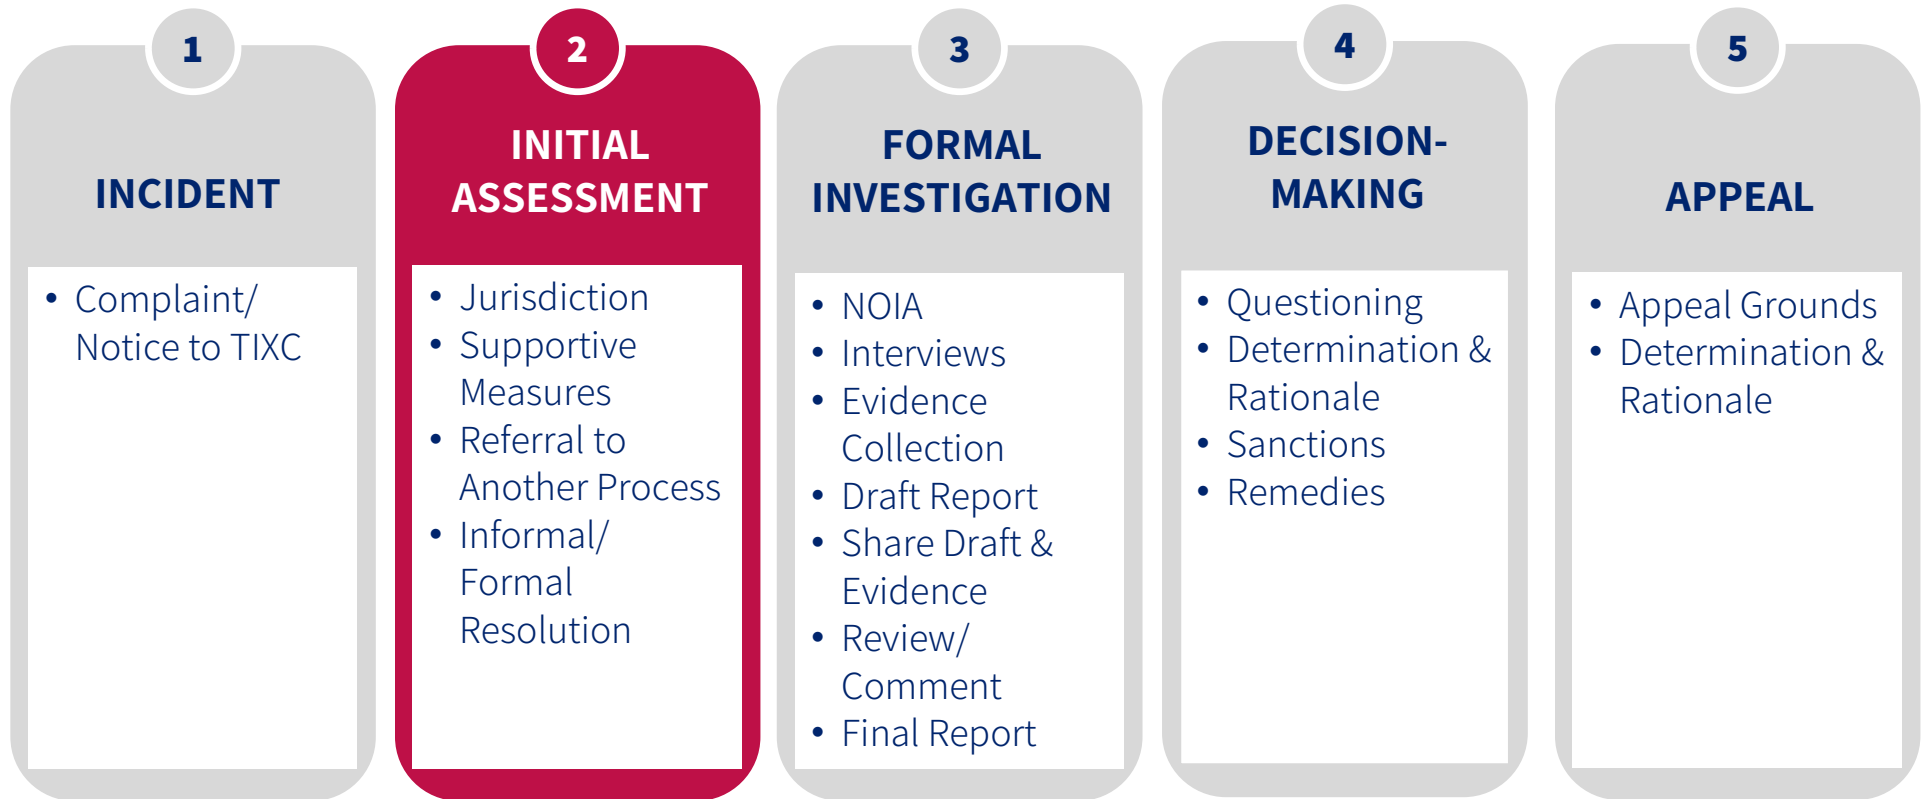 1
INCIDENT
• Complaint/
Notice to TIXC
2
INITIAL
ASSESSMENT
• Jurisdiction
• Supportive
Measures
• Referral to
Another Process
• Informal/
Formal
Resolution
3
FORMAL
INVESTIGATION
• NOIA
• Interviews
• Evidence
Collection
• Draft Report
• Share Draft &
Evidence
• Review/
Comment
• Final Report
4
DECISION-
MAKING
• Questioning
• Determination &
Rationale
• Sanctions
• Remedies
5
APPEAL
• Appeal Grounds
• Determination &
Rationale